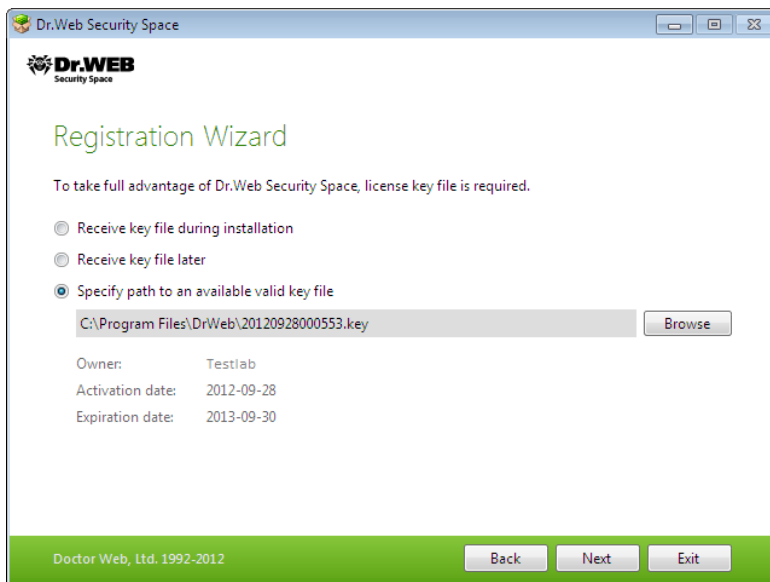 Dr.Web Security Space
Dr.WEB
Security Space
Registration Wizard
To take full advantage of Dr.Web Security Space, license key file is required.
Receive key file during installation
Receive key file later
Specify path to an available valid key file
C:\Program Files\DrWeb\20120928000553.key
Browse
Owner: Testlab
Activation date: 2012-09-28
Expiration date: 2013-09-30
Doctor Web, Ltd. 1992-2012
Back
Next
Exit